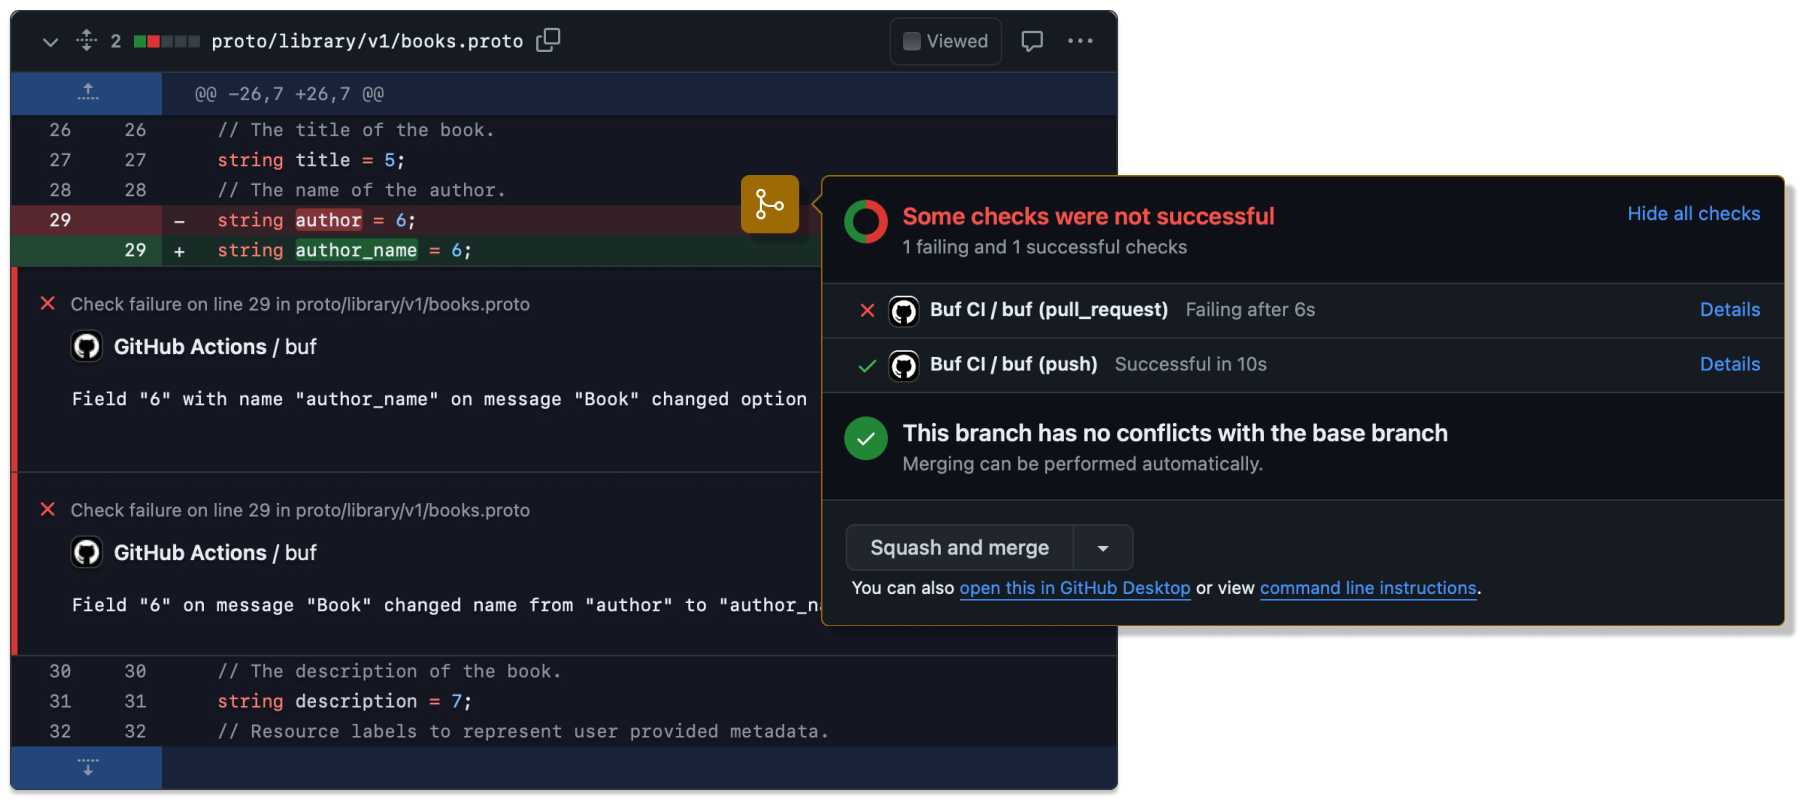 2 proto/library/v1/books.proto Viewed
@@ -26,7 +26,7 @@
26 26 // The title of the book.
27 27 string title = 5;
28 28 // The name of the author.
29 - string author = 6;
29 + string author_name = 6;
Check failure on line 29 in proto/library/v1/books.proto
GitHub Actions / buf
Field "6" with name "author_name" on message "Book" changed option
Check failure on line 29 in proto/library/v1/books.proto
GitHub Actions / buf
Field "6" on message "Book" changed name from "author" to "author_na
30 30 // The description of the book.
31 31 string description = 7;
32 32 // Resource labels to represent user provided metadata.
Some checks were not successful
Hide all checks
1 failing and 1 successful checks
Buf CI / buf (pull_request) Failing after 6s Details
Buf CI / buf (push) Successful in 10s Details
This branch has no conflicts with the base branch
Merging can be performed automatically.
Squash and merge
You can also open this in GitHub Desktop or view command line instructions.